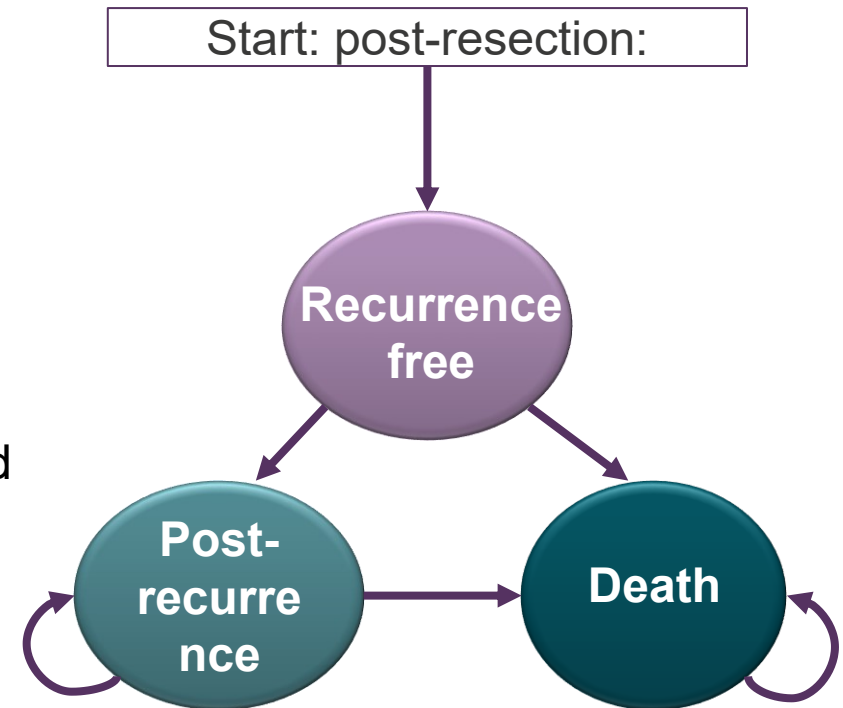 Start: post-resection:
Recurrence
free
d
Post-
recurre
nce
Death